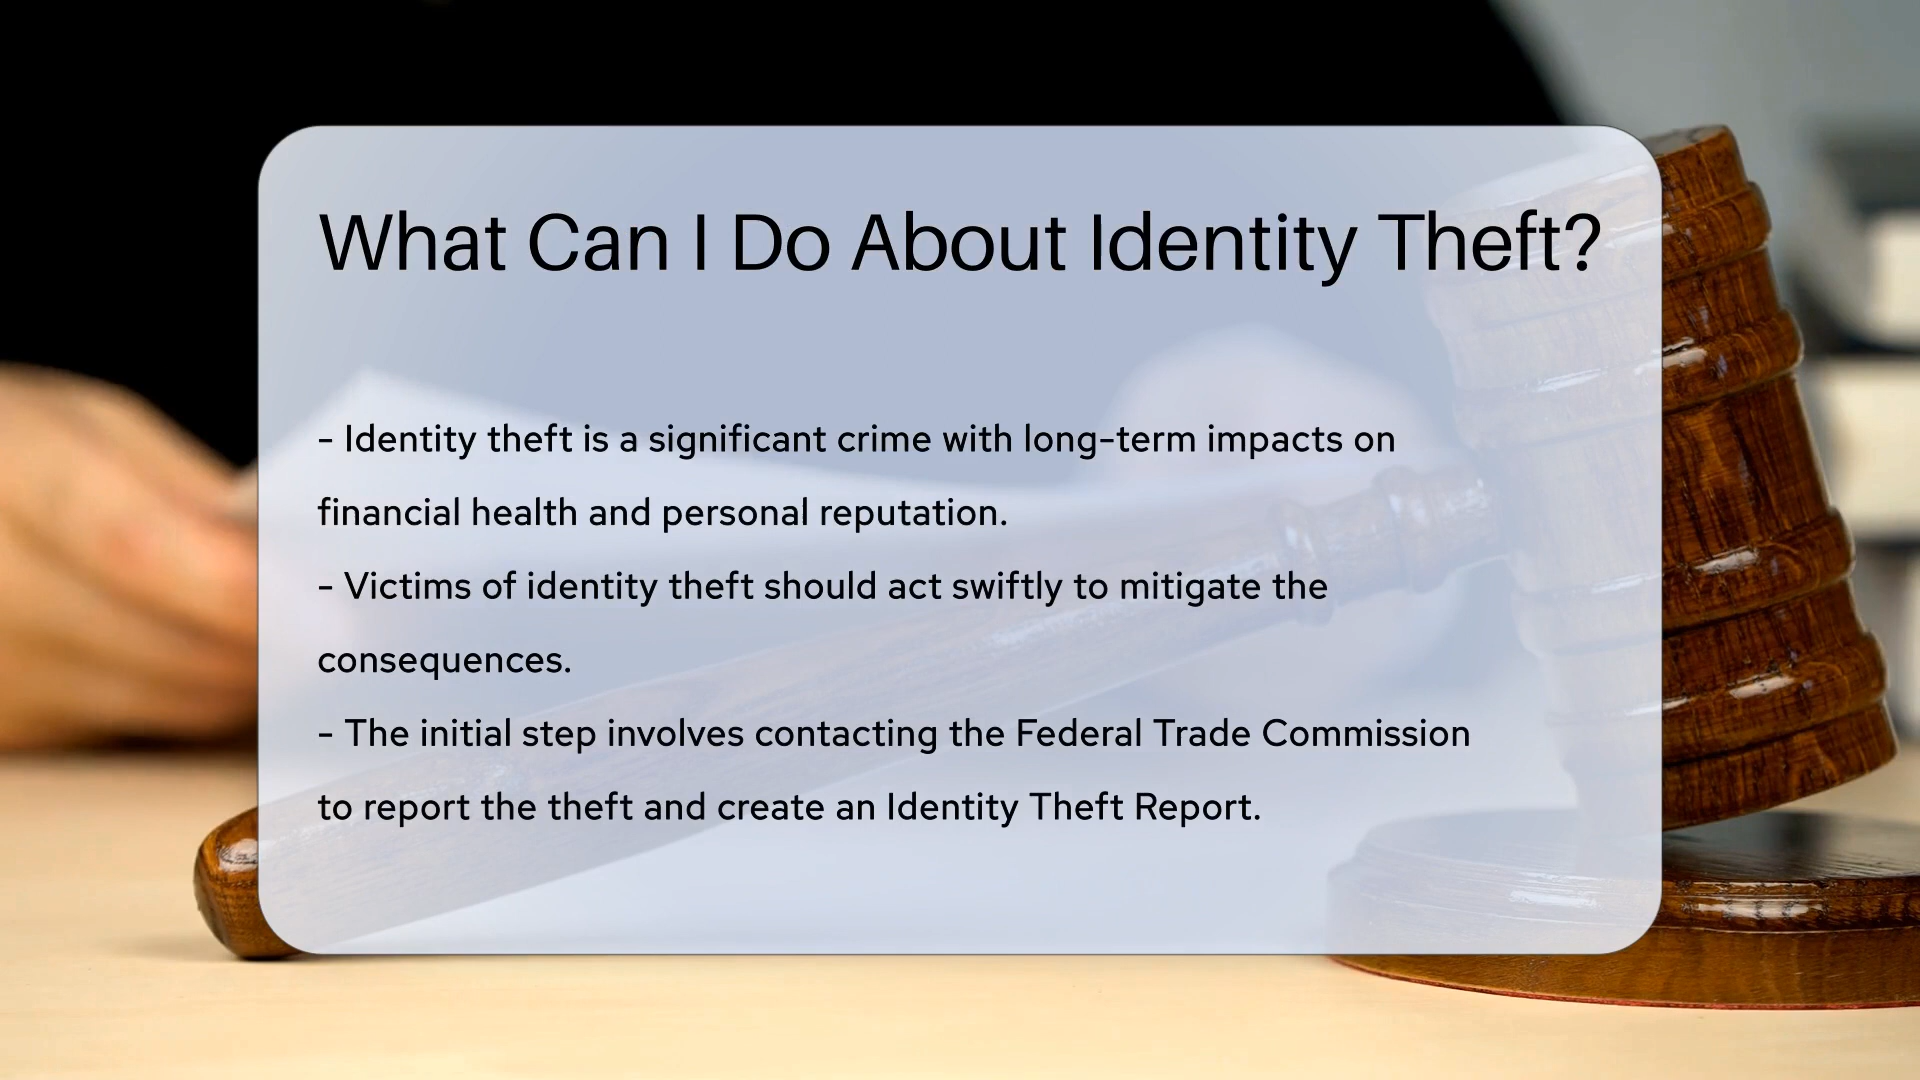 What Can I Do About Identity Theft?
- Identity theft is a significant crime with long-term impacts on
financial health and personal reputation.
- Victims of identity theft should act swiftly to mitigate the
consequences.
- The initial step involves contacting the Federal Trade Commission
to report the theft and create an Identity Theft Report.